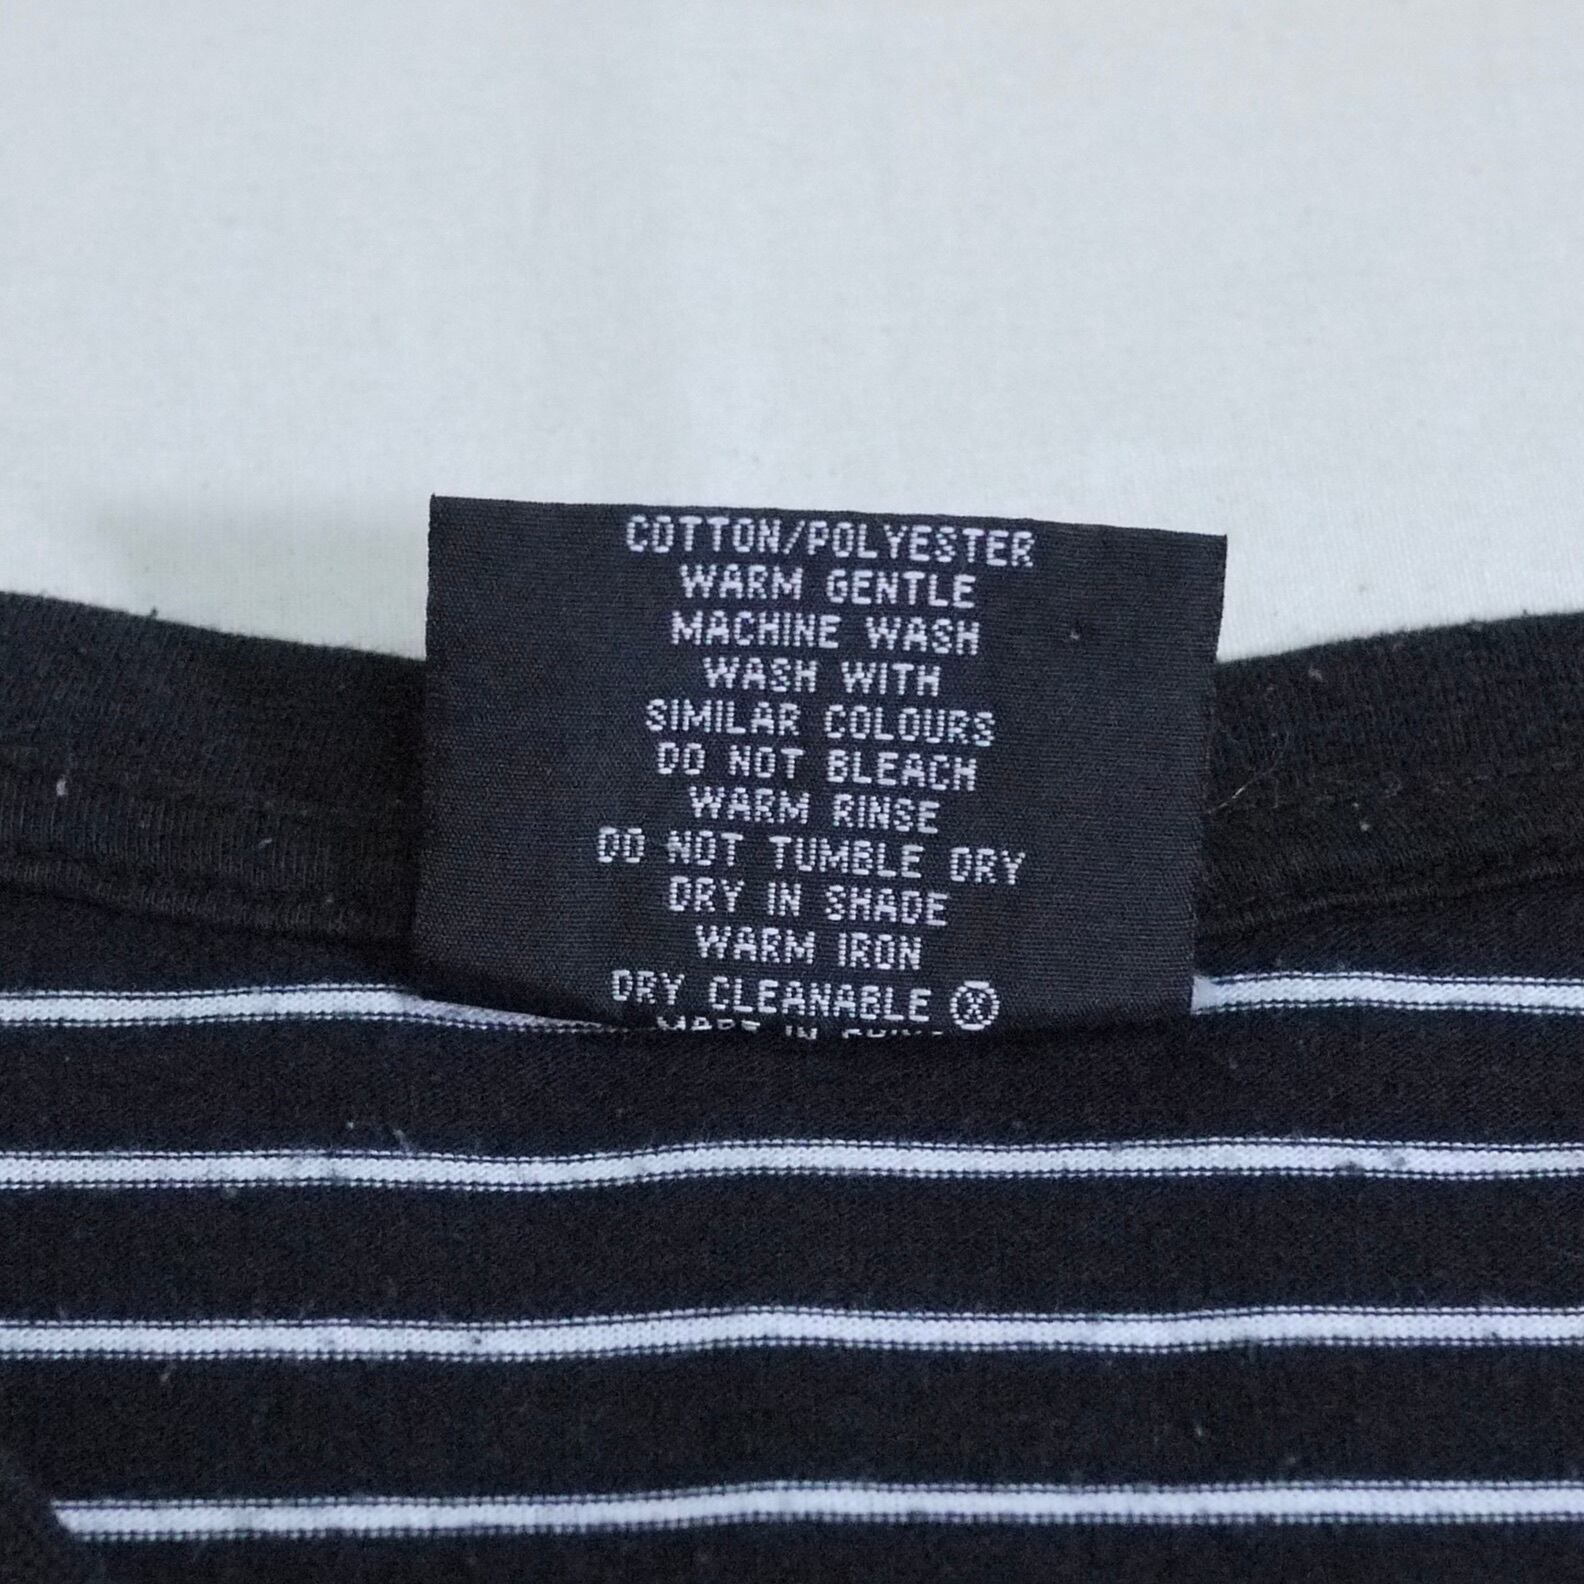 COTTON/POLYESTER
WARM GENTLE
MACHINE WASH
WASH WITH
SIMILAR COLOURS
DO NOT BLEACH
WARM RINSE
DO NOT TUMBLE DRY
DRY IN SHADE
WARM IRON
DRY CLEANABLE Ⓧ